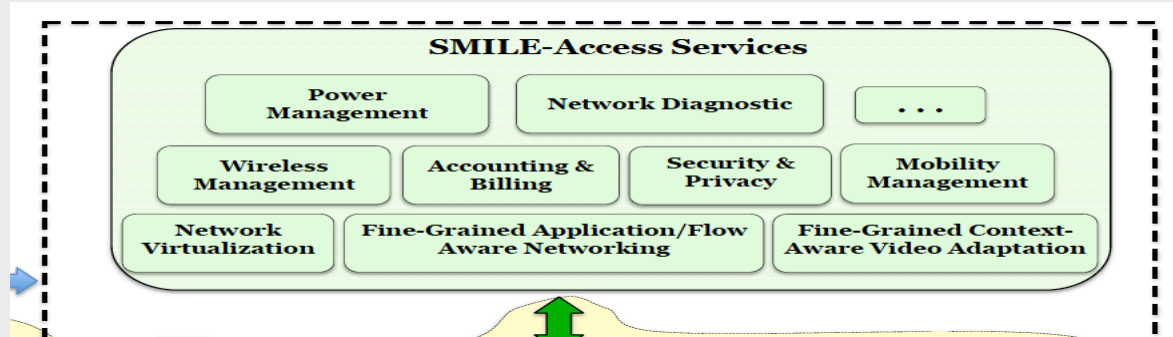 SMILE-Access Services
Power
Management
Network Diagnostic
. . .
Wireless
Management
Accounting &
Billing
Security &
Privacy
Mobility
Management
Network
Virtualization
Fine-Grained Application/Flow
Aware Networking
Fine-Grained Context-
Aware Video Adaptation